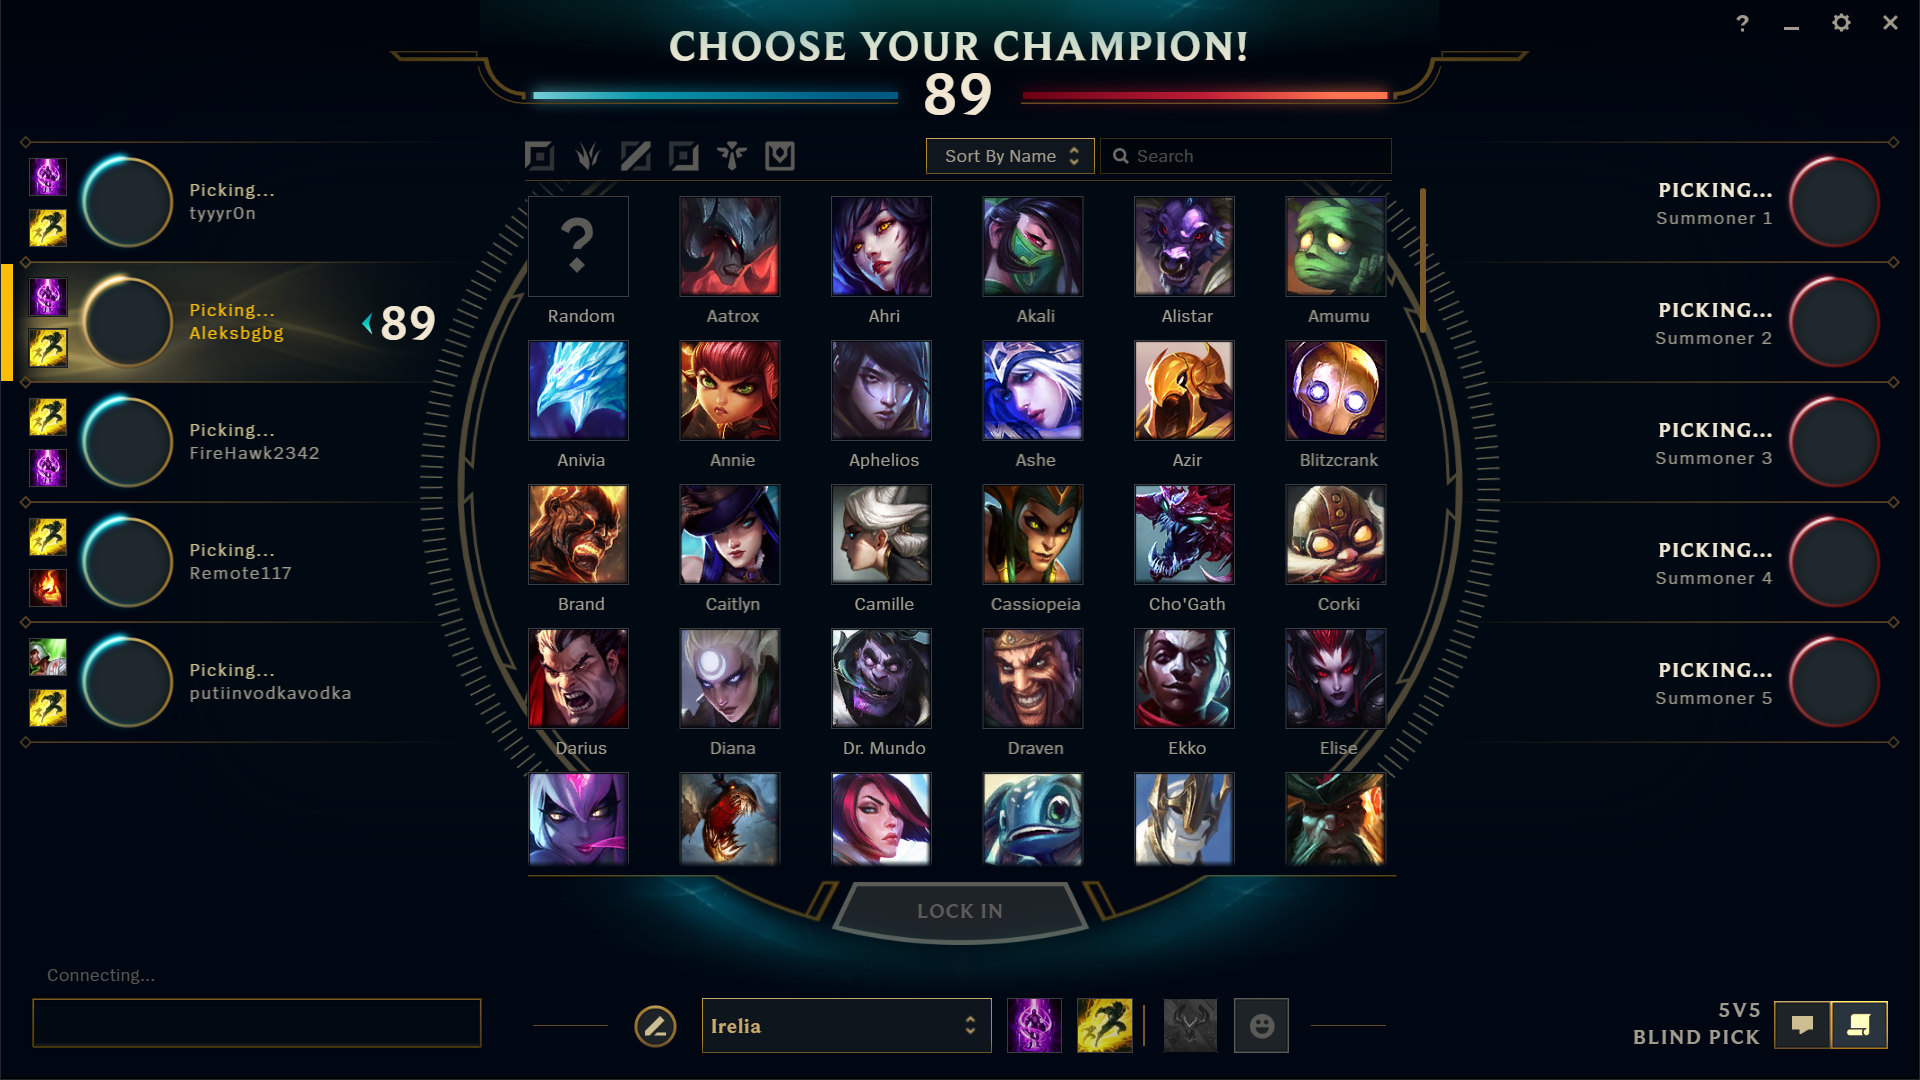 CHOOSE YOUR CHAMPION!
89
?
Sort By Name
Search
Picking...
tyyyr0n
Picking...
Aleksbgbg
89
Picking...
FireHawk2342
Picking...
Remote117
Picking...
putiinvodkavodka
?
Random
Aatrox
Ahri
Akali
Alistar
Amumu
Anivia
Annie
Aphelios
Ashe
Azir
Blitzcrank
Brand
Caitlyn
Camille
Cassiopeia
Cho'Gath
Corki
Darius
Diana
Dr. Mundo
Draven
Ekko
Elise
PICKING...
Summoner 1
PICKING...
Summoner 2
PICKING...
Summoner 3
PICKING...
Summoner 4
PICKING...
Summoner 5
LOCK IN
Connecting...
Irelia
5V5
BLIND PICK